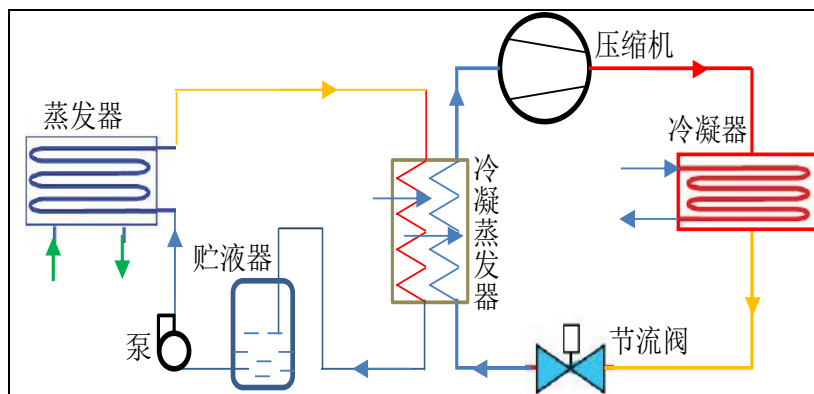 压缩机
蒸发器
冷凝器
冷凝蒸发器
贮液器
泵
节流阀